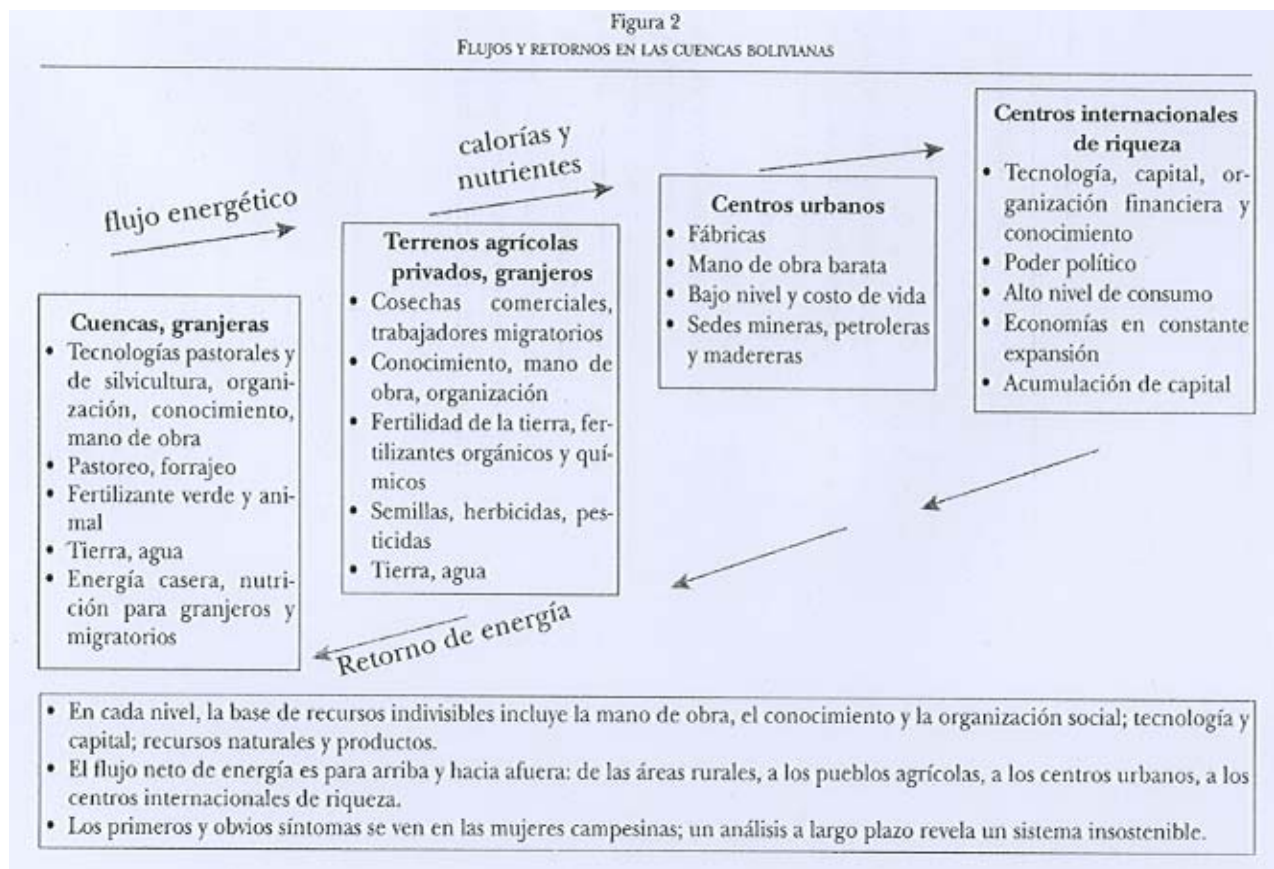 Figura 2
FLUJOS Y RETORNOS EN LAS CUENCAS BOLIVIANAS
flujo energético
calorías y
nutrientes
Cuencas, granjeras
• Tecnologías pastorales y
de silvicultura, organi-
zación, conocimiento,
mano de obra
• Pastoreo, forrajeo
• Fertilizante verde y ani-
mal
• Tierra, agua
• Energía casera, nutri-
ción para granjeros y
migratorios
Terrenos agrícolas
privados, granjeros
• Cosechas comerciales,
trabajadores migratorios
• Conocimiento, mano de
obra, organización
• Fertilidad de la tierra, fer-
tilizantes orgánicos y quí-
micos
• Semillas, herbicidas, pes-
ticidas
• Tierra, agua
Centros urbanos
• Fábricas
• Mano de obra barata
• Bajo nivel y costo de vida
• Sedes mineras, petroleras
y madereras
Centros internacionales
de riqueza
• Tecnología, capital, or-
ganización financiera y
conocimiento
• Poder político
• Alto nivel de consumo
• Economías en constante
expansión
• Acumulación de capital
Retorno de energía
• En cada nivel, la base de recursos indivisibles incluye la mano de obra, el conocimiento y la organización social; tecnología y
capital; recursos naturales y productos.
• El flujo neto de energía es para arriba y hacia afuera: de las áreas rurales, a los pueblos agrícolas, a los centros urbanos, a los
centros internacionales de riqueza.
• Los primeros y obvios síntomas se ven en las mujeres campesinas; un análisis a largo plazo revela un sistema insostenible.